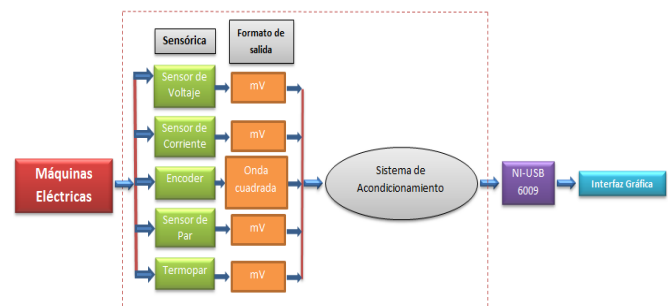 Sensórica
Formato de
salida
Sensor de
Voltaje
mV
Sensor de
Corriente
mV
Máquinas
Eléctricas
Encoder
Onda
cuadrada
Sistema de
Acondicionamiento
NI-USB
6009
Interfaz Gráfica
Sensor de
Par
mV
Termopar
mV